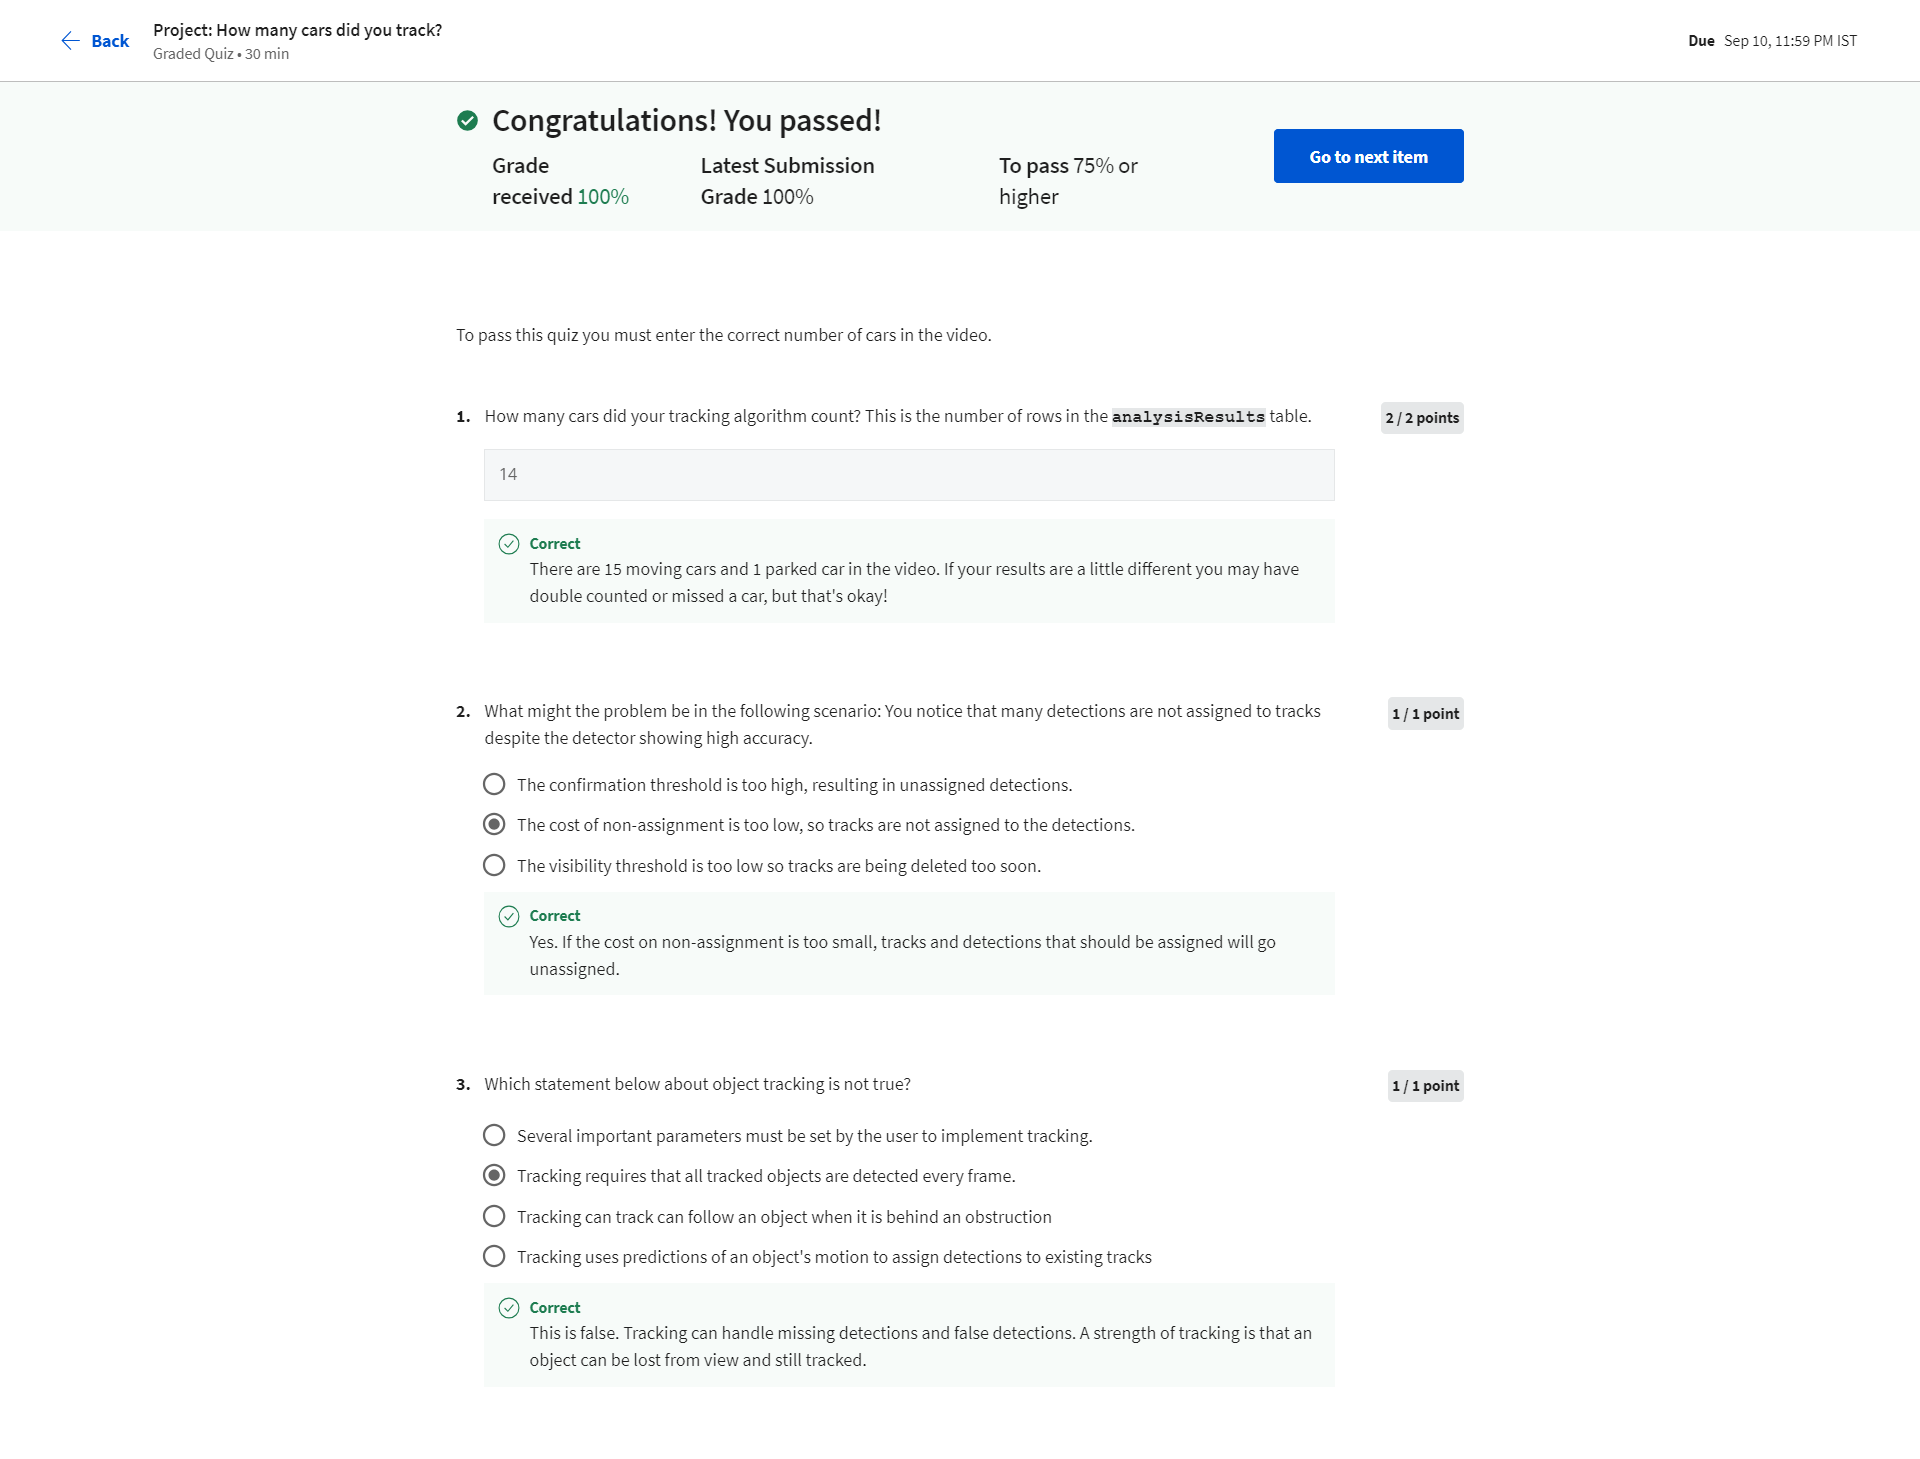 Back
Project: How many cars did you track?
Graded Quiz • 30 min
Due Sep 10, 11:59 PM IST
Congratulations! You passed!
Grade
received 100%
Latest Submission
Grade 100%
To pass 75% or
higher
Go to next item
To pass this quiz you must enter the correct number of cars in the video.
1. How many cars did your tracking algorithm count? This is the number of rows in the analysisResults table.
2 / 2 points
14
Correct
There are 15 moving cars and 1 parked car in the video. If your results are a little different you may have
double counted or missed a car, but that's okay!
2. What might the problem be in the following scenario: You notice that many detections are not assigned to tracks
despite the detector showing high accuracy.
1 / 1 point
The confirmation threshold is too high, resulting in unassigned detections.
The cost of non-assignment is too low, so tracks are not assigned to the detections.
The visibility threshold is too low so tracks are being deleted too soon.
Correct
Yes. If the cost on non-assignment is too small, tracks and detections that should be assigned will go
unassigned.
3. Which statement below about object tracking is not true?
1 / 1 point
Several important parameters must be set by the user to implement tracking.
Tracking requires that all tracked objects are detected every frame.
Tracking can track can follow an object when it is behind an obstruction
Tracking uses predictions of an object's motion to assign detections to existing tracks
Correct
This is false. Tracking can handle missing detections and false detections. A strength of tracking is that an
object can be lost from view and still tracked.